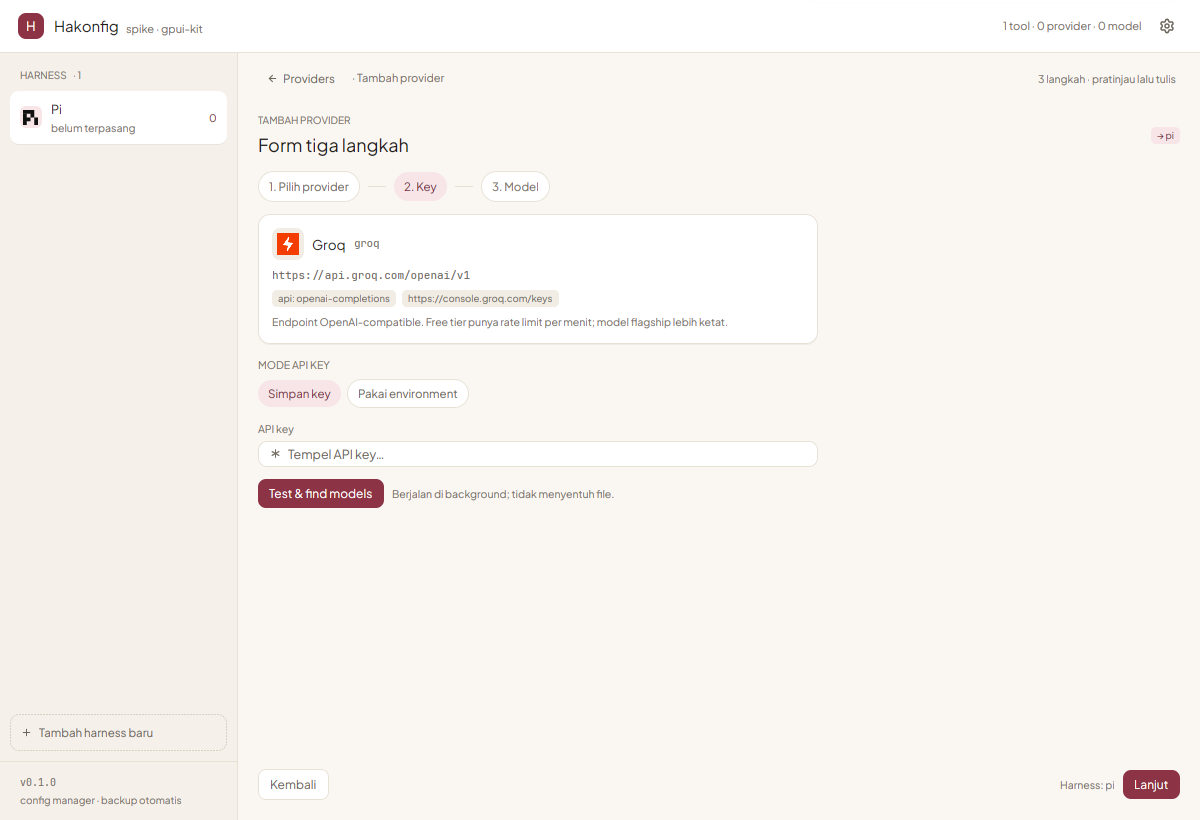 H Hakonfig spike · gpui-kit
1 tool · 0 provider · 0 model
HARNESS · 1
Pi
belum terpasang
0
+ Tambah harness baru
v0.1.0
config manager · backup otomatis
← Providers · Tambah provider
3 langkah · pratinjau lalu tulis
TAMBAH PROVIDER
Form tiga langkah
→ pi
1. Pilih provider
2. Key
3. Model
Groq groq
https://api.groq.com/openai/v1
api: openai-completions https://console.groq.com/keys
Endpoint OpenAI-compatible. Free tier punya rate limit per menit; model flagship lebih ketat.
MODE API KEY
Simpan key Pakai environment
API key
Tempel API key...
Test & find models Berjalan di background; tidak menyentuh file.
Kembali
Harness: pi Lanjut